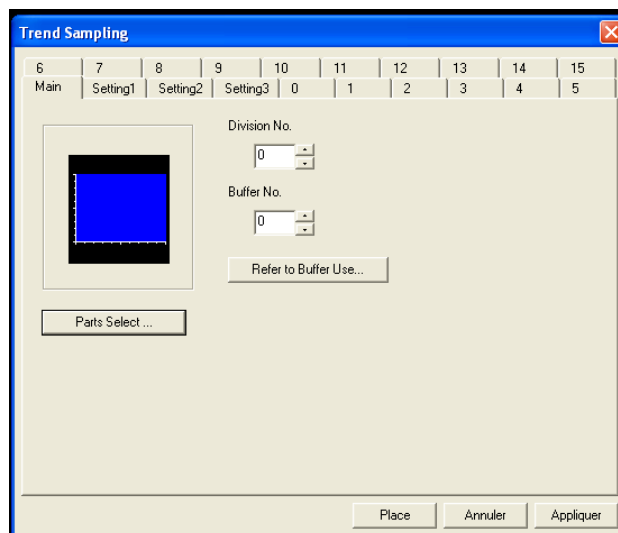 Trend Sampling
6 7 8 9 10 11 12 13 14 15
Main Setting1 Setting2 Setting3 0 1 2 3 4 5
Division No.
0
Buffer No.
0
Refer to Buffer Use...
Parts Select ...
Place Annuler Appliquer